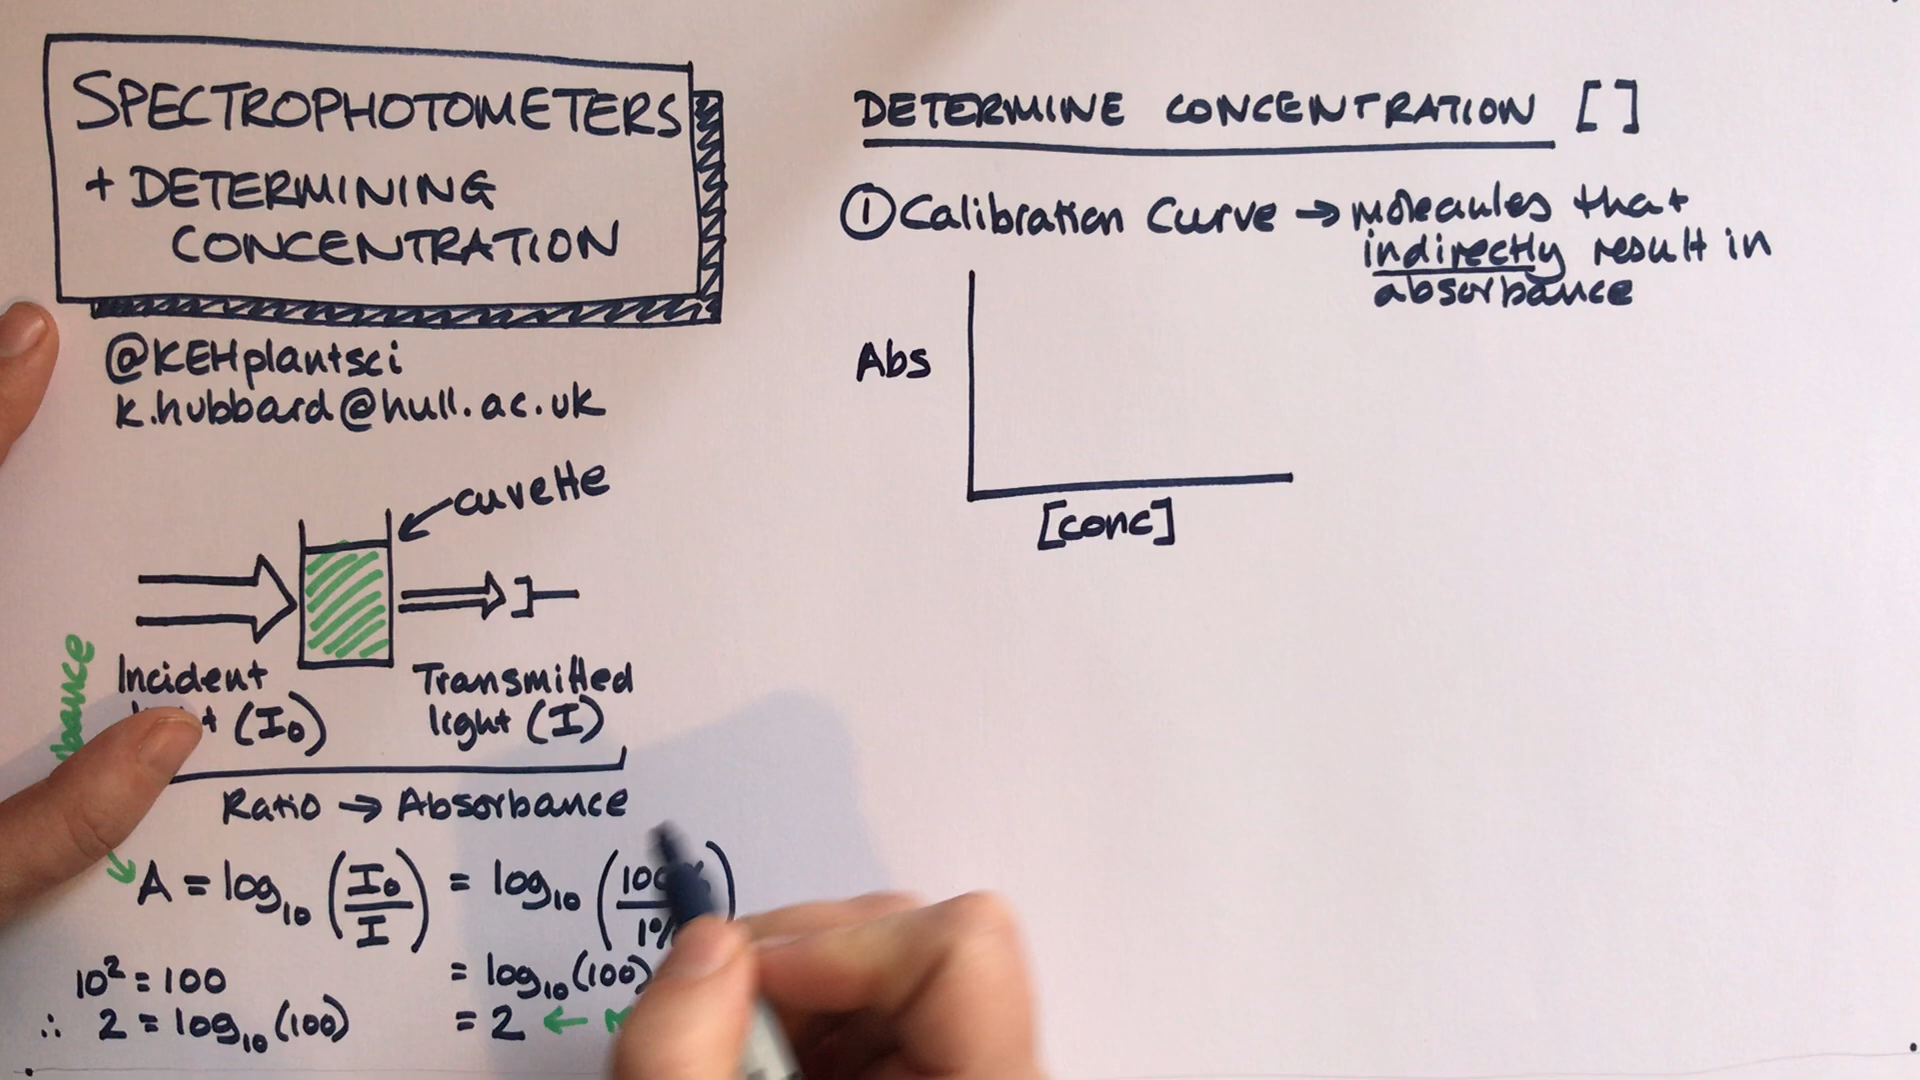 SPECTROPHOTOMETERS
+ DETERMINING
CONCENTRATION
@KEHplantsci
k.hubbard@hull.ac.uk
cuvette
Incident
(I₀)
Transmitted
light (I)
Ratio → Absorbance
A = log₁₀ (I₀/I) = log₁₀ (100%/1%)
10² = 100
= log₁₀(100)
∴ 2 = log₁₀(100)
= 2 ←
DETERMINE CONCENTRATION [ ]
① Calibration Curve → molecules that
indirectly result in
absorbance
Abs
[conc]